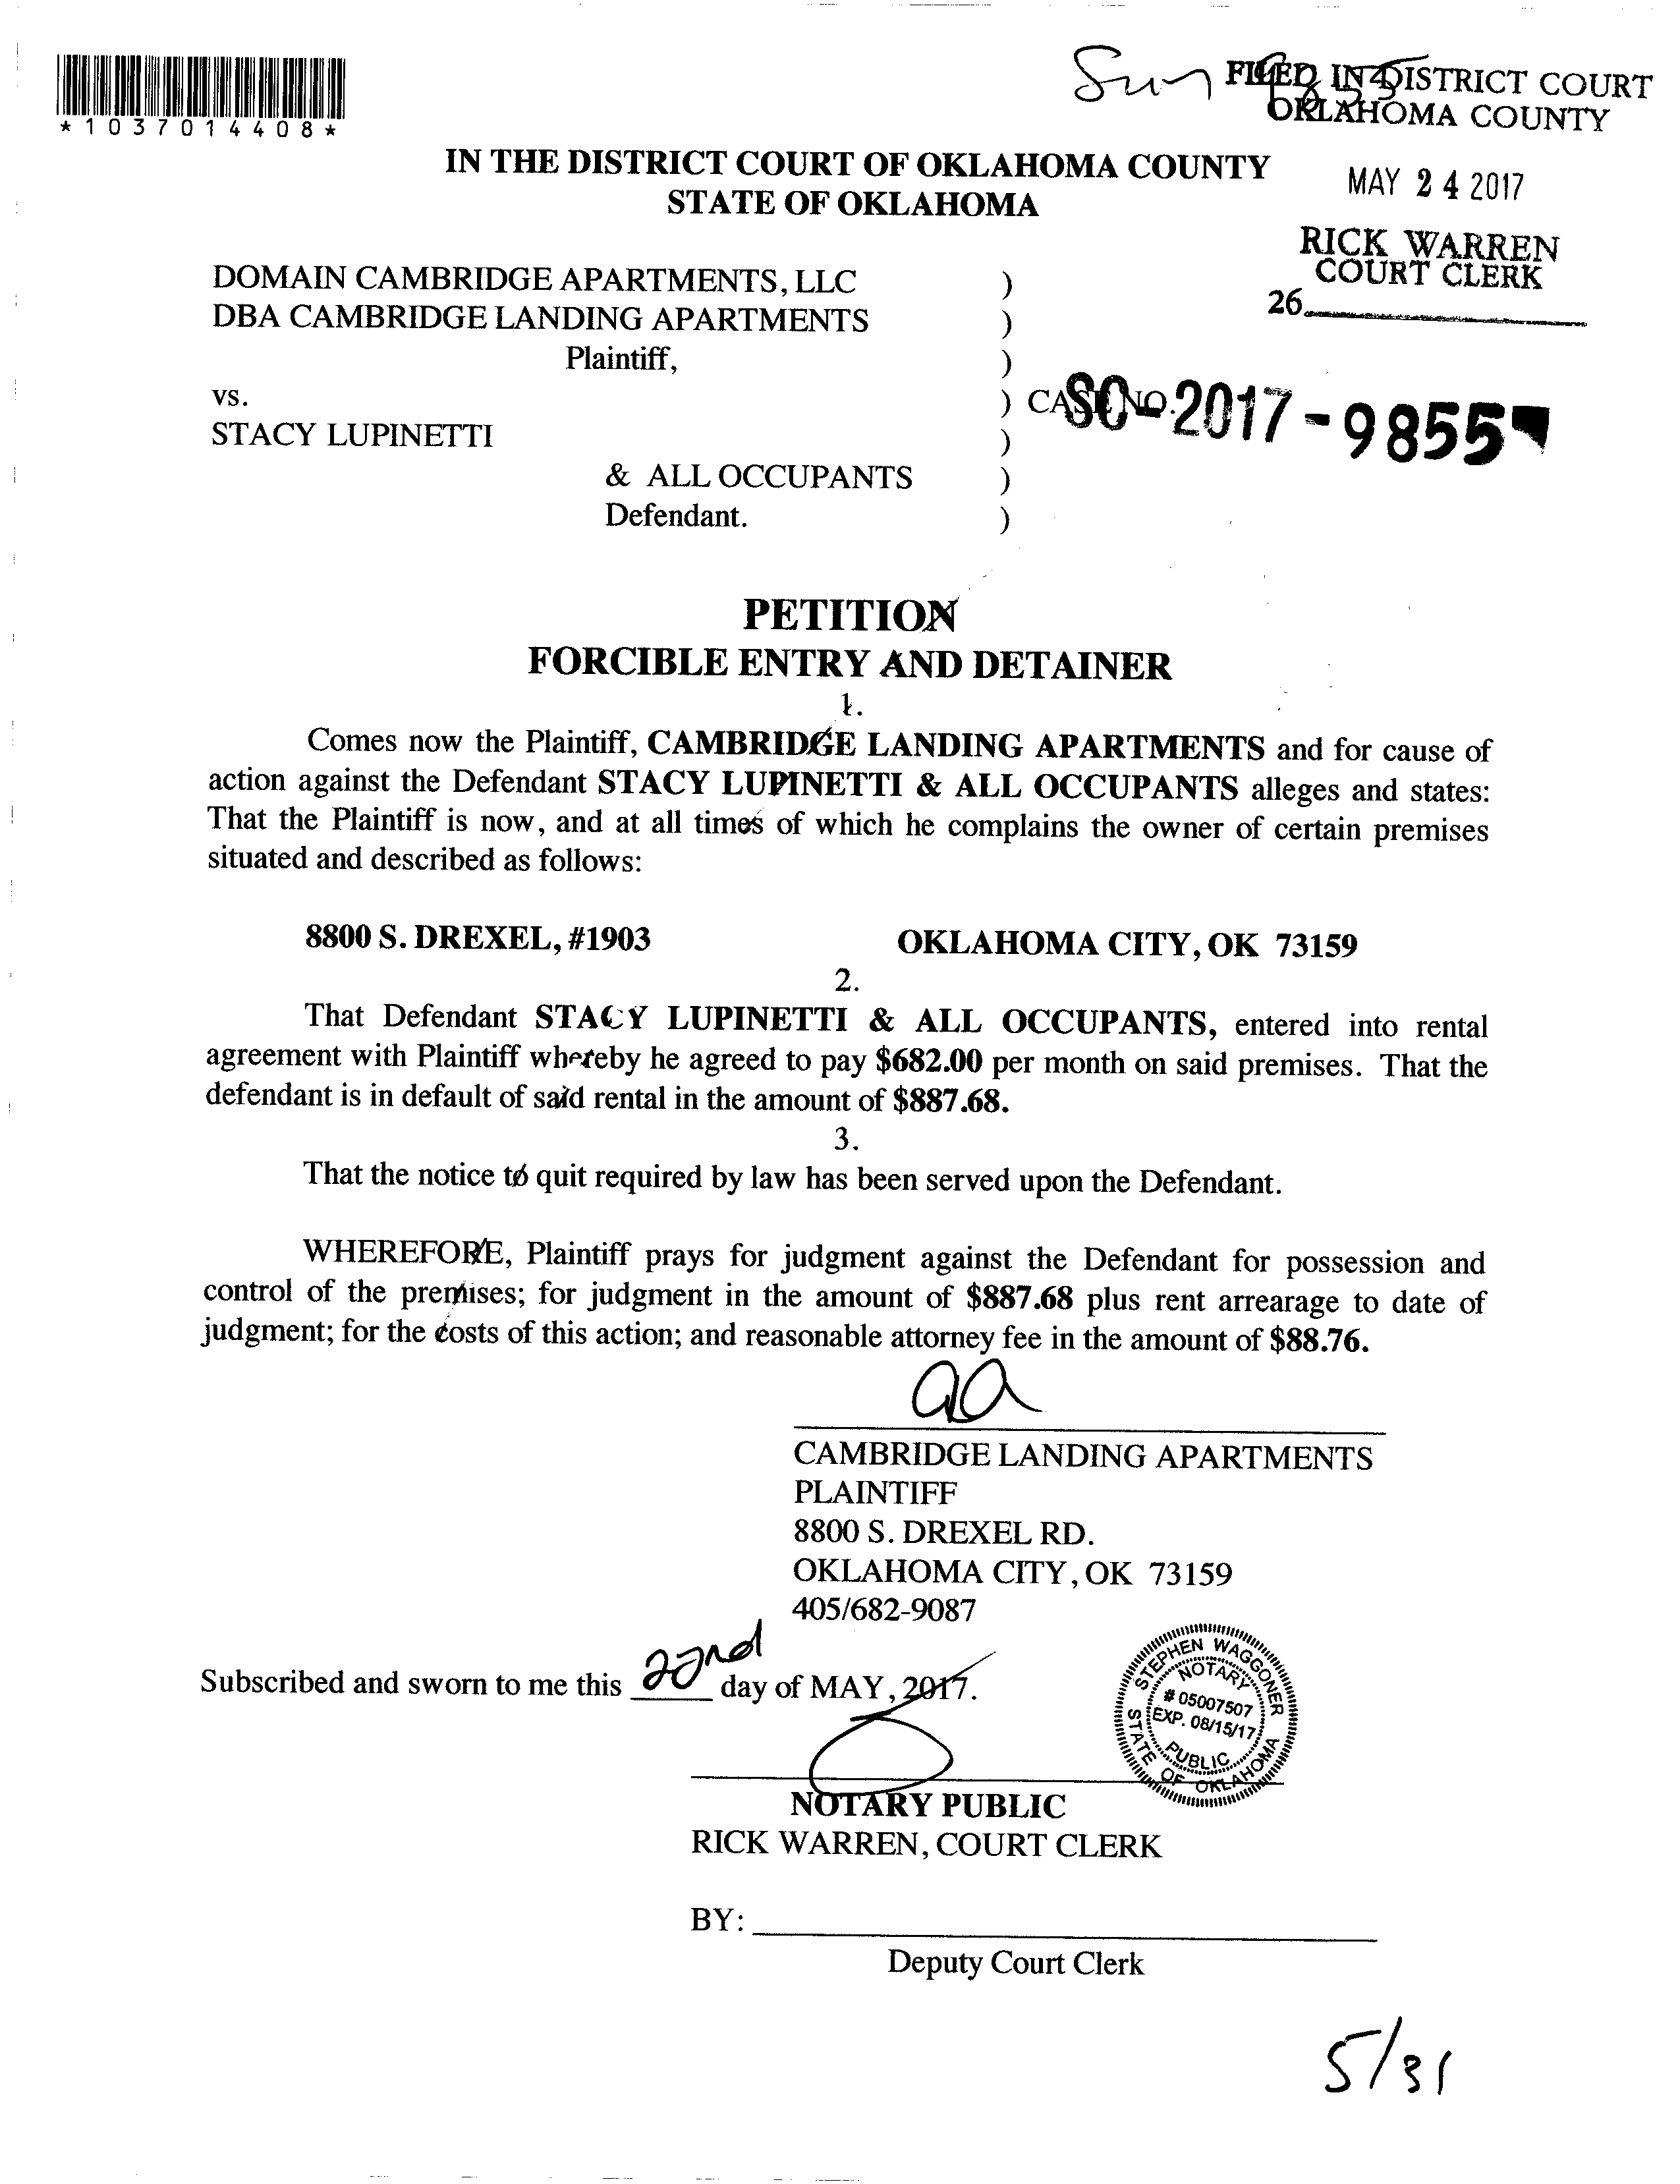 *1037014408*
FILED IN DISTRICT COURT
OKLAHOMA COUNTY
MAY 24 2017
RICK WARREN
COURT CLERK
26
IN THE DISTRICT COURT OF OKLAHOMA COUNTY
STATE OF OKLAHOMA
DOMAIN CAMBRIDGE APARTMENTS, LLC )
DBA CAMBRIDGE LANDING APARTMENTS )
Plaintiff, )
vs. ) CASE NO. SC-2017-9855
STACY LUPINETTI )
& ALL OCCUPANTS )
Defendant. )
PETITION
FORCIBLE ENTRY AND DETAINER
1.
Comes now the Plaintiff, CAMBRIDGE LANDING APARTMENTS and for cause of
action against the Defendant STACY LUPINETTI & ALL OCCUPANTS alleges and states:
That the Plaintiff is now, and at all times of which he complains the owner of certain premises
situated and described as follows:
8800 S. DREXEL, #1903 OKLAHOMA CITY, OK 73159
2.
That Defendant STACY LUPINETTI & ALL OCCUPANTS, entered into rental
agreement with Plaintiff whereby he agreed to pay $682.00 per month on said premises. That the
defendant is in default of said rental in the amount of $887.68.
3.
That the notice to quit required by law has been served upon the Defendant.
WHEREFORE, Plaintiff prays for judgment against the Defendant for possession and
control of the premises; for judgment in the amount of $887.68 plus rent arrearage to date of
judgment; for the costs of this action; and reasonable attorney fee in the amount of $88.76.
CAMBRIDGE LANDING APARTMENTS
PLAINTIFF
8800 S. DREXEL RD.
OKLAHOMA CITY, OK 73159
405/682-9087
Subscribed and sworn to me this 22nd day of MAY, 2017.
STEPHEN WAGGONER
NOTARY
# 05007507
EXP. 08/15/17
PUBLIC
STATE OF OKLAHOMA
NOTARY PUBLIC
RICK WARREN, COURT CLERK
BY:
Deputy Court Clerk
5/31